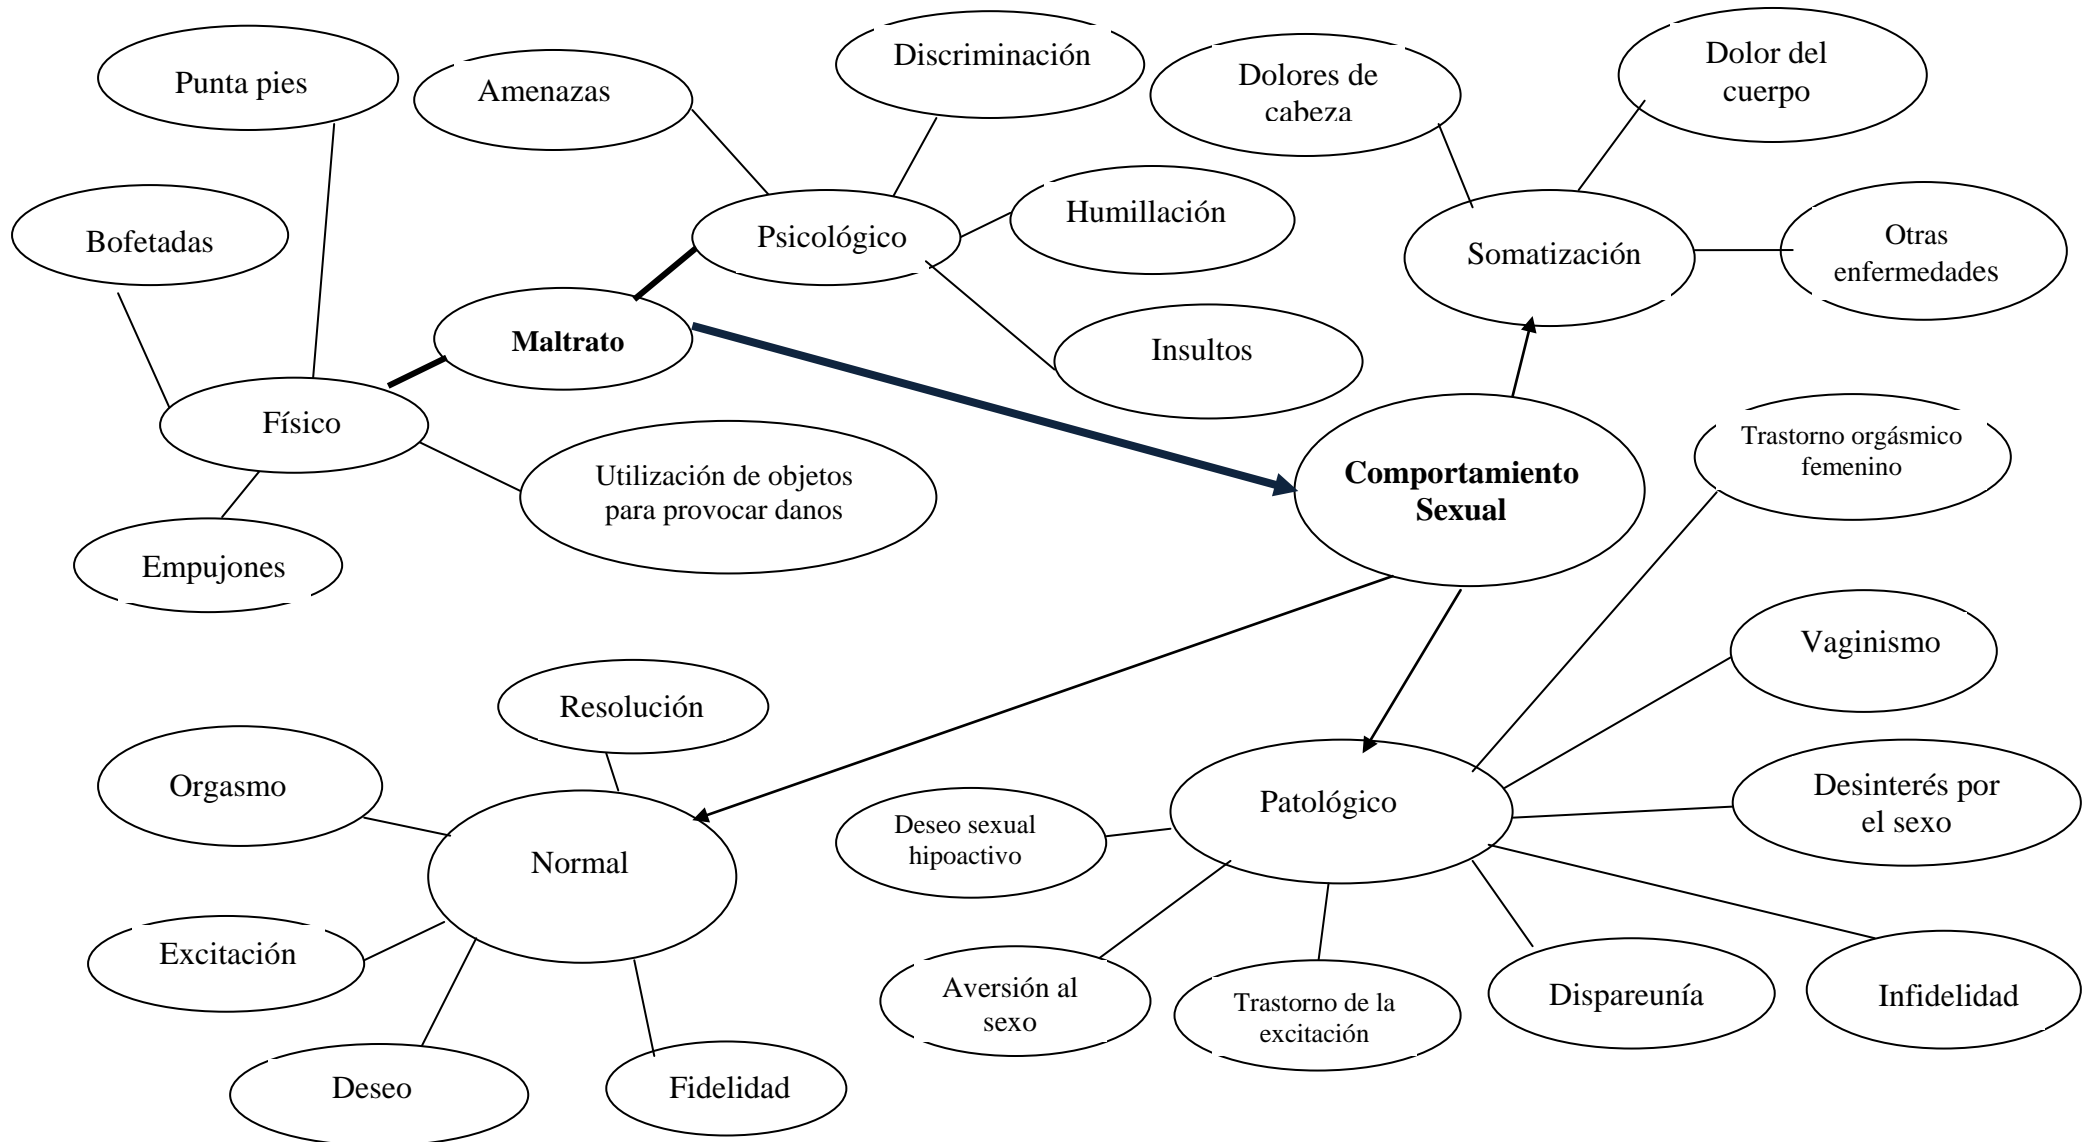 Punta pies
Amenazas
Discriminación
Dolores de
cabeza
Dolor del
cuerpo
Bofetadas
Psicológico
Humillación
Somatización
Otras
enfermedades
Maltrato
Insultos
Físico
Utilización de objetos
para provocar danos
Empujones
Comportamiento
Sexual
Trastorno orgásmico
femenino
Vaginismo
Resolución
Orgasmo
Normal
Excitación
Deseo
Fidelidad
Patológico
Desinterés por
el sexo
Deseo sexual
hipoactivo
Aversión al
sexo
Trastorno de la
excitación
Dispareunía
Infidelidad